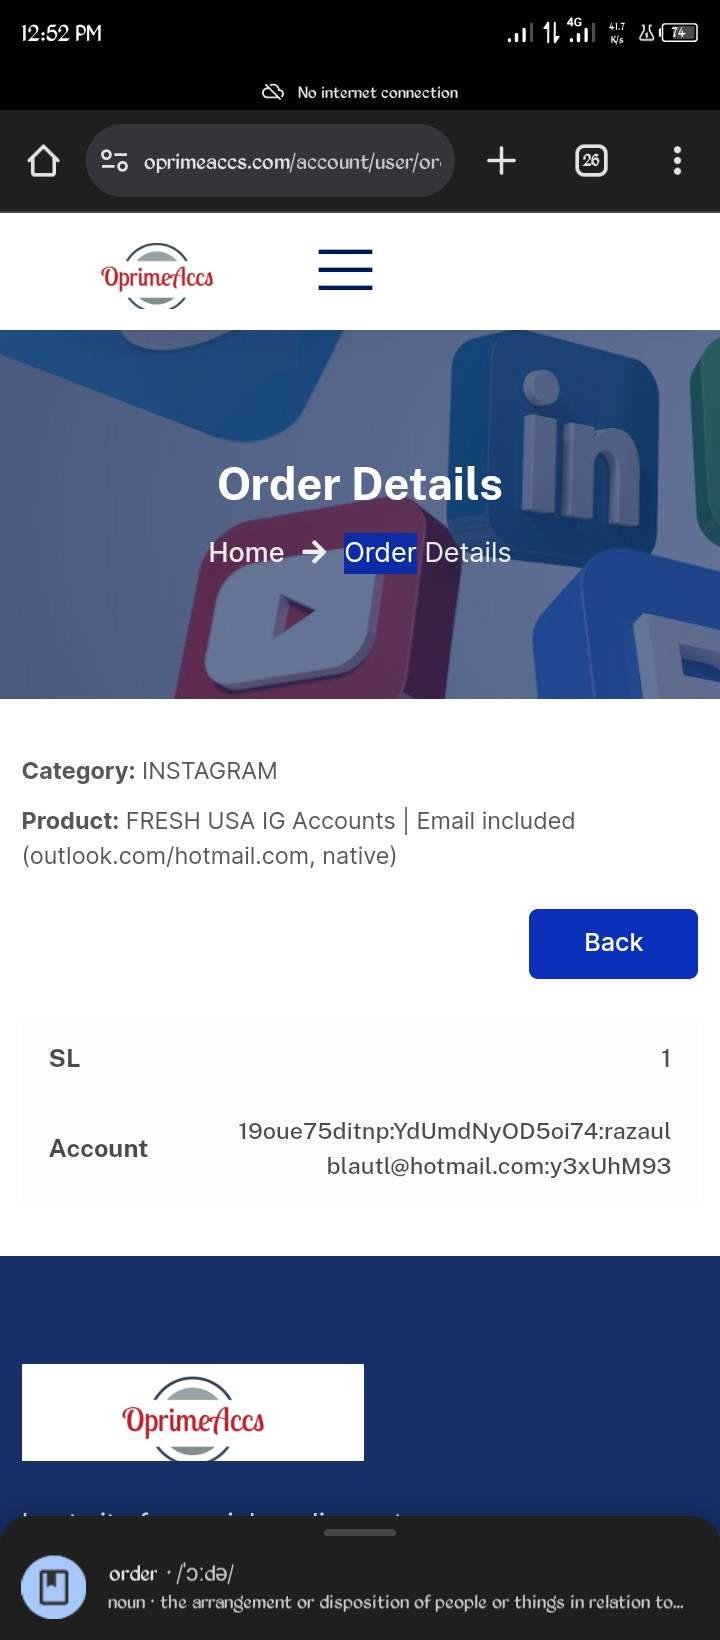 12:52 PM
4G
41.7
K/s
74
No internet connection
oprimeaccs.com/account/user/or
26
OprimeAccs
Order Details
Home → Order Details
Category: INSTAGRAM
Product: FRESH USA IG Accounts | Email included
(outlook.com/hotmail.com, native)
Back
SL 1
Account
19oue75ditnp:YdUmdNyOD5oi74:razaul
blautl@hotmail.com:y3xUhM93
OprimeAccs
order · /ˈɔːdə/
noun · the arrangement or disposition of people or things in relation to...